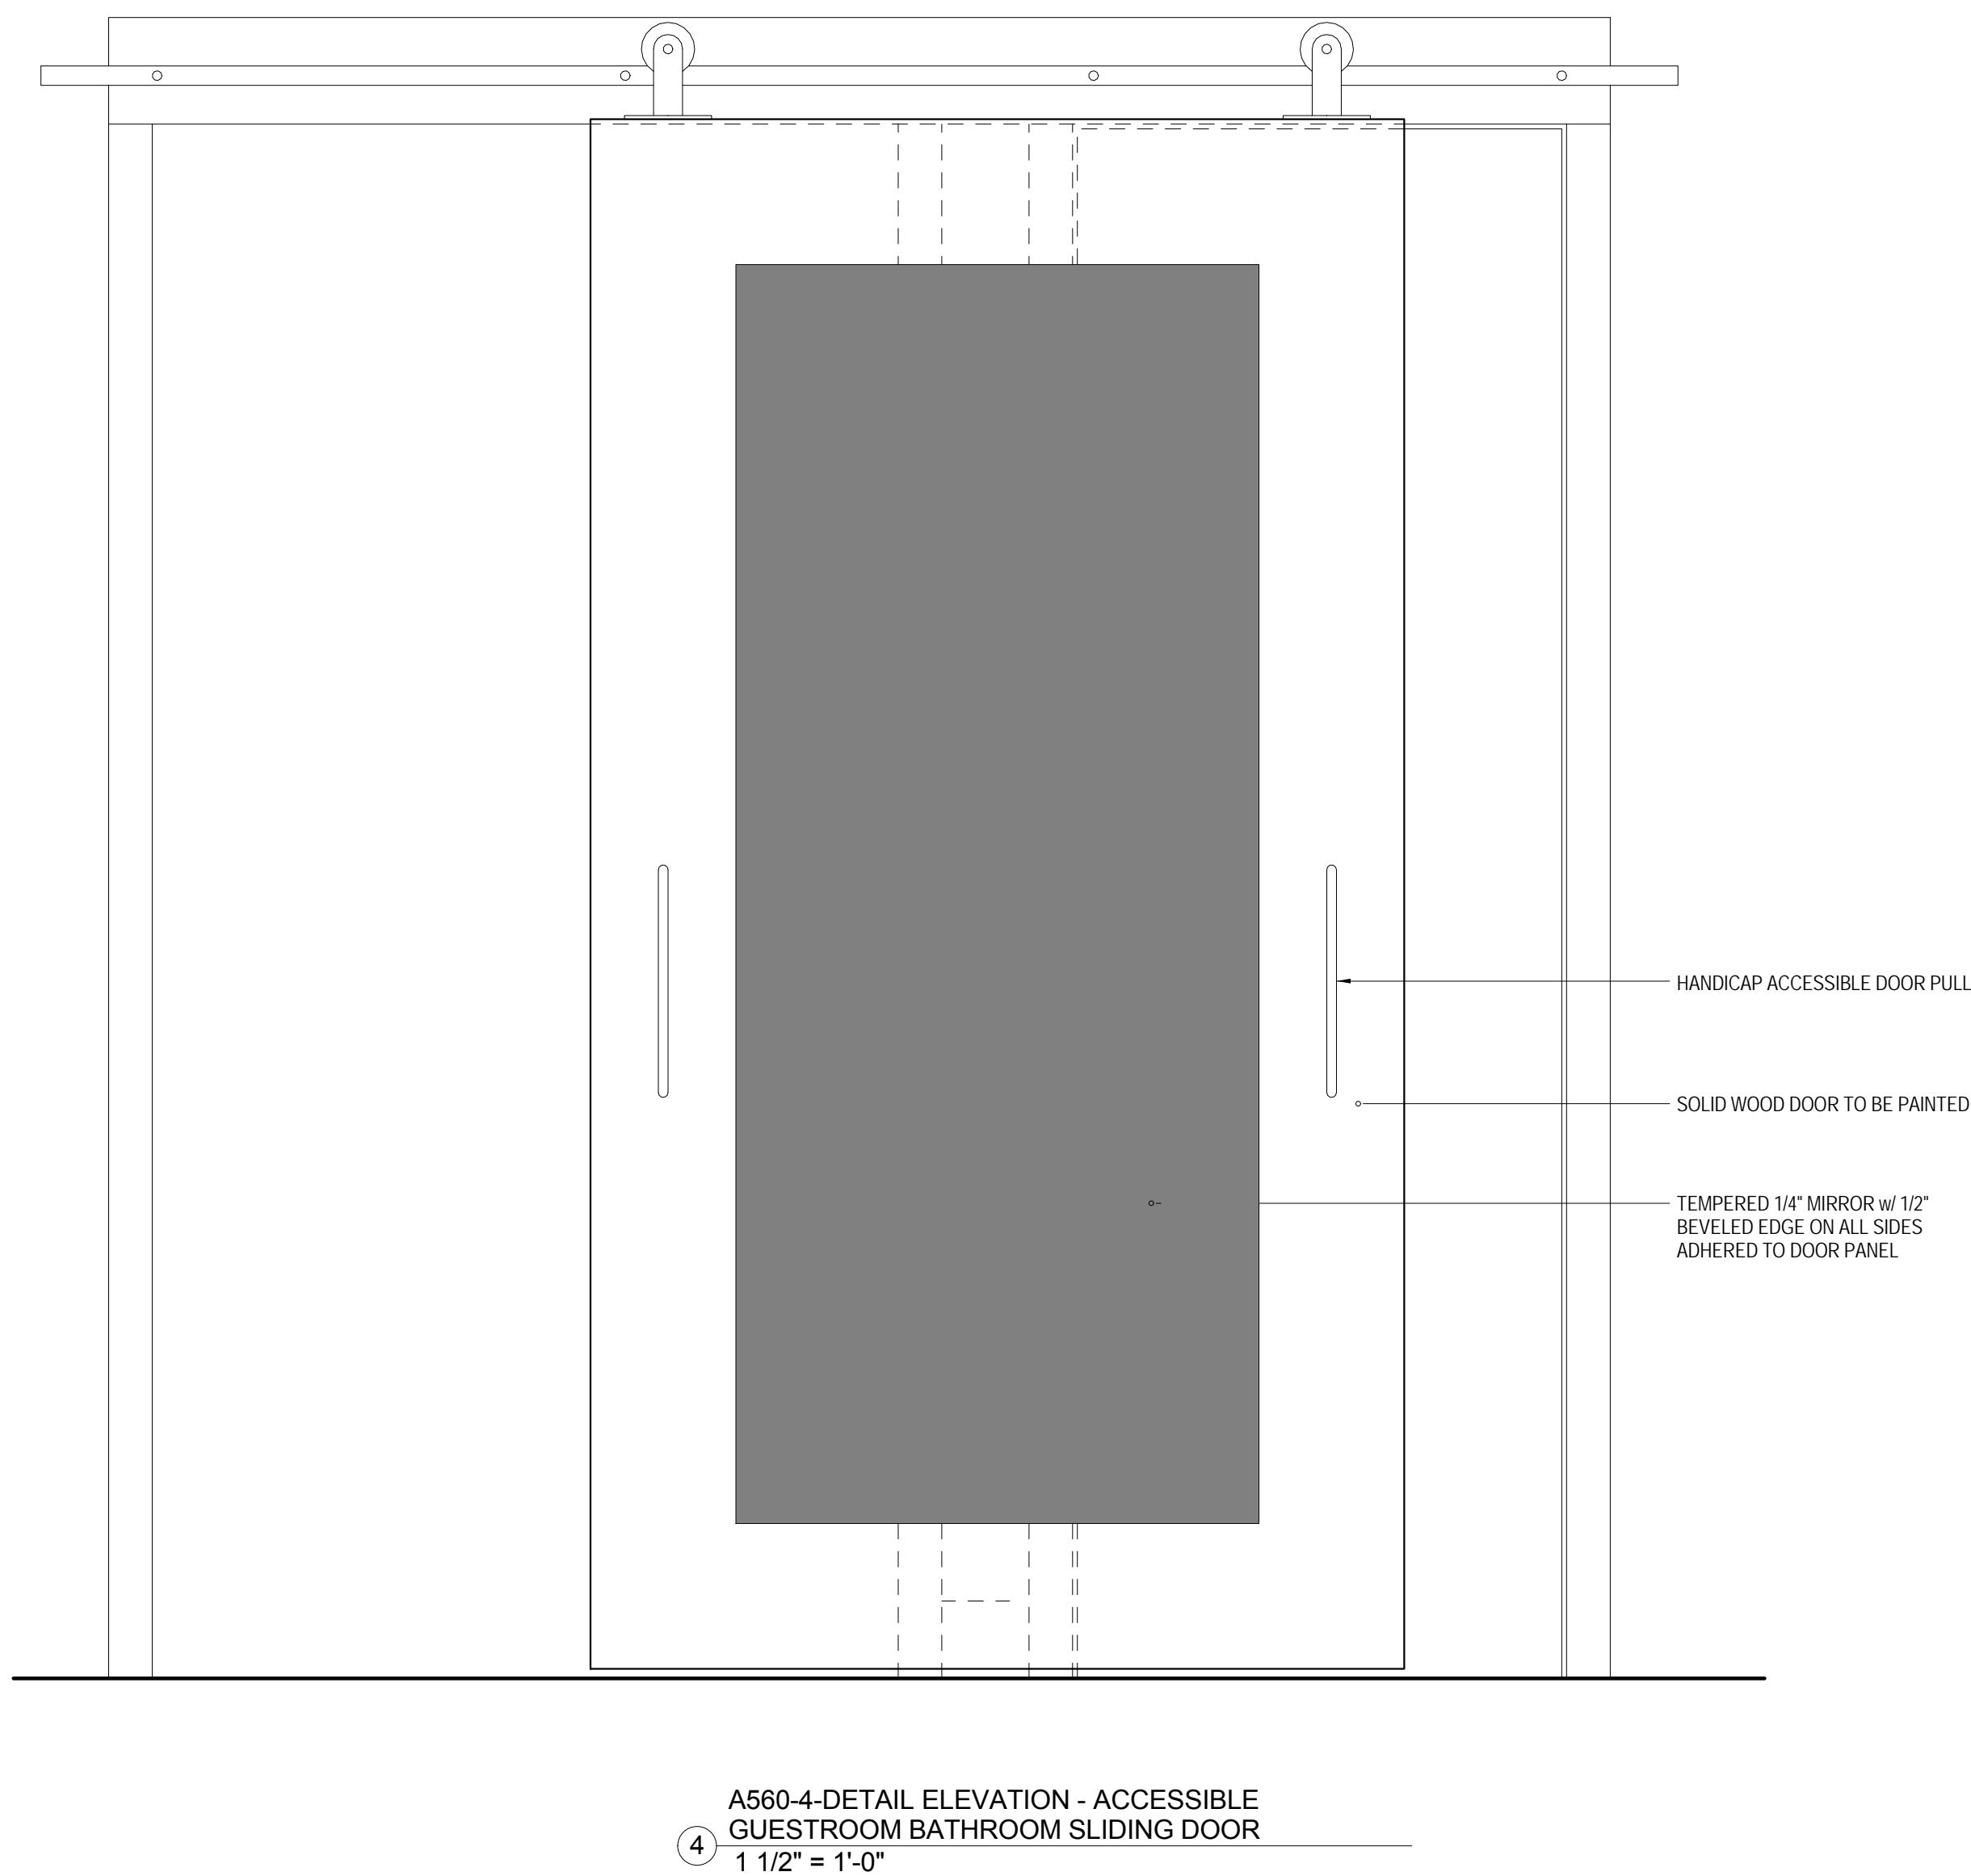 HANDICAP ACCESSIBLE DOOR PULL
SOLID WOOD DOOR TO BE PAINTED
TEMPERED 1/4" MIRROR w/ 1/2"
BEVELED EDGE ON ALL SIDES
ADHERED TO DOOR PANEL
A560-4-DETAIL ELEVATION - ACCESSIBLE
GUESTROOM BATHROOM SLIDING DOOR
4
1 1/2" = 1'-0"